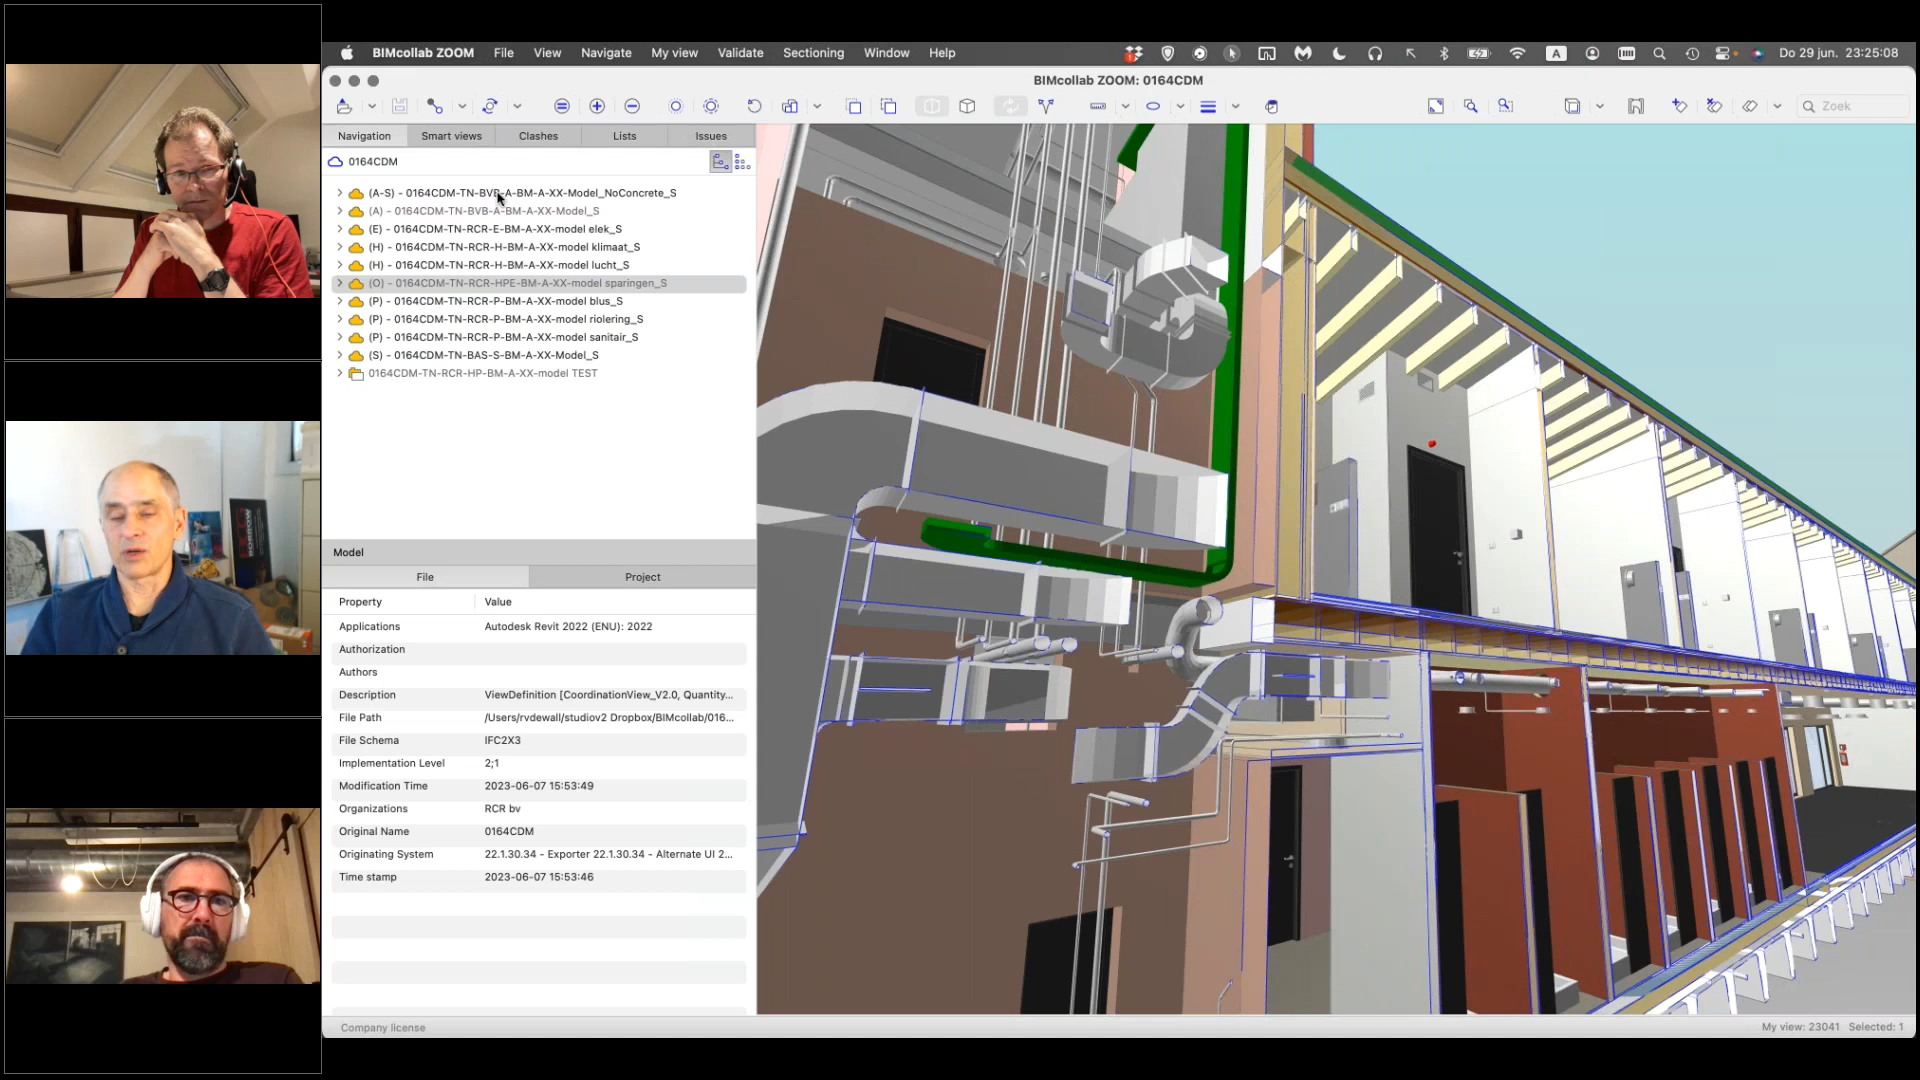 BIMcollab ZOOM File View Navigate My view Validate Sectioning Window Help A Do 29 jun. 23:25:08
BIMcollab ZOOM: 0164CDM
Zoek
Navigation Smart views Clashes Lists Issues
0164CDM
(A-S) - 0164CDM-TN-BVB-A-BM-A-XX-Model_NoConcrete_S
(A) - 0164CDM-TN-BVB-A-BM-A-XX-Model_S
(E) - 0164CDM-TN-RCR-E-BM-A-XX-model elek_S
(H) - 0164CDM-TN-RCR-H-BM-A-XX-model klimaat_S
(H) - 0164CDM-TN-RCR-H-BM-A-XX-model lucht_S
(O) - 0164CDM-TN-RCR-HPE-BM-A-XX-model sparingen_S
(P) - 0164CDM-TN-RCR-P-BM-A-XX-model blus_S
(P) - 0164CDM-TN-RCR-P-BM-A-XX-model riolering_S
(P) - 0164CDM-TN-RCR-P-BM-A-XX-model sanitair_S
(S) - 0164CDM-TN-BAS-S-BM-A-XX-Model_S
0164CDM-TN-RCR-HP-BM-A-XX-model TEST
Model
File Project
Property Value
Applications Autodesk Revit 2022 (ENU): 2022
Authorization
Authors
Description ViewDefinition [CoordinationView_V2.0, Quantity...
File Path /Users/rvdewall/studiov2 Dropbox/BIMcollab/016...
File Schema IFC2X3
Implementation Level 2;1
Modification Time 2023-06-07 15:53:49
Organizations RCR bv
Original Name 0164CDM
Originating System 22.1.30.34 - Exporter 22.1.30.34 - Alternate UI 2...
Time stamp 2023-06-07 15:53:46
Company license My view: 23041 Selected: 1